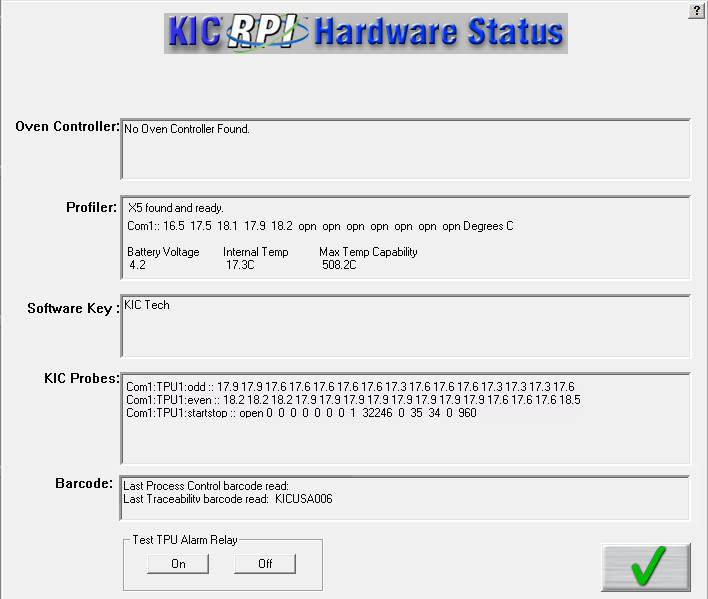 ?
KIC RPI Hardware Status
Oven Controller: No Oven Controller Found.
Profiler: X5 found and ready.
Com1:: 16.5 17.5 18.1 17.9 18.2 opn opn opn opn opn opn opn Degrees C
Battery Voltage Internal Temp Max Temp Capability
4.2 17.3C 508.2C
Software Key : KIC Tech
KIC Probes: Com1:TPU1:odd :: 17.9 17.9 17.6 17.6 17.6 17.6 17.6 17.3 17.6 17.6 17.6 17.3 17.3 17.3 17.6
Com1:TPU1:even :: 18.2 18.2 18.2 17.9 17.9 17.9 17.9 17.9 17.9 17.9 17.9 17.6 17.6 17.6 18.5
Com1:TPU1:startstop :: open 0 0 0 0 0 0 0 1 32246 0 35 34 0 960
Barcode: Last Process Control barcode read:
Last Traceability barcode read: KICUSA006
Test TPU Alarm Relay
On Off